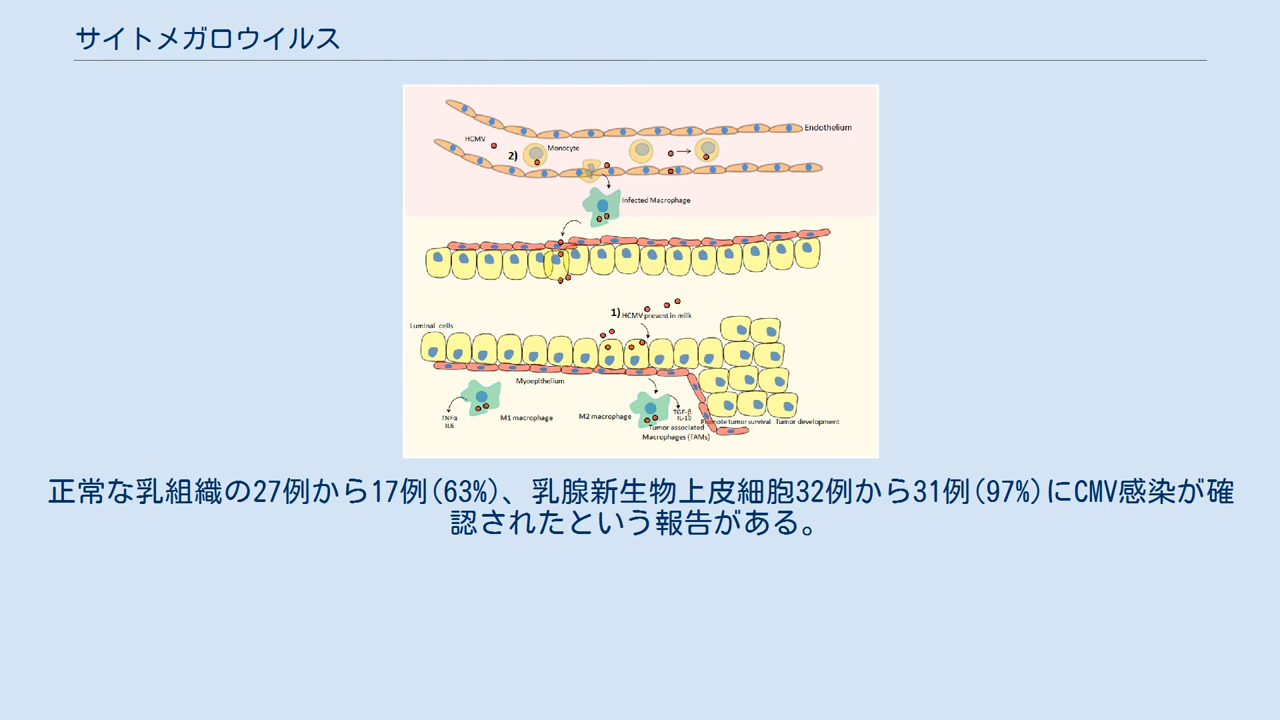 サイトメガロウイルス
Endothelium
HCMV
2)
Monocyte
Infected Macrophage
1)
HCMV present in milk
Luminal cells
Myoepithelium
TNFα
IL6
M1 macrophage
M2 macrophage
TGF-β
IL-10
Tumor associated
Macrophages (TAMs)
Promote tumor survival
Tumor development
正常な乳組織の27例から17例(63%)、乳腺新生物上皮細胞32例から31例(97%)にCMV感染が確
認されたという報告がある。